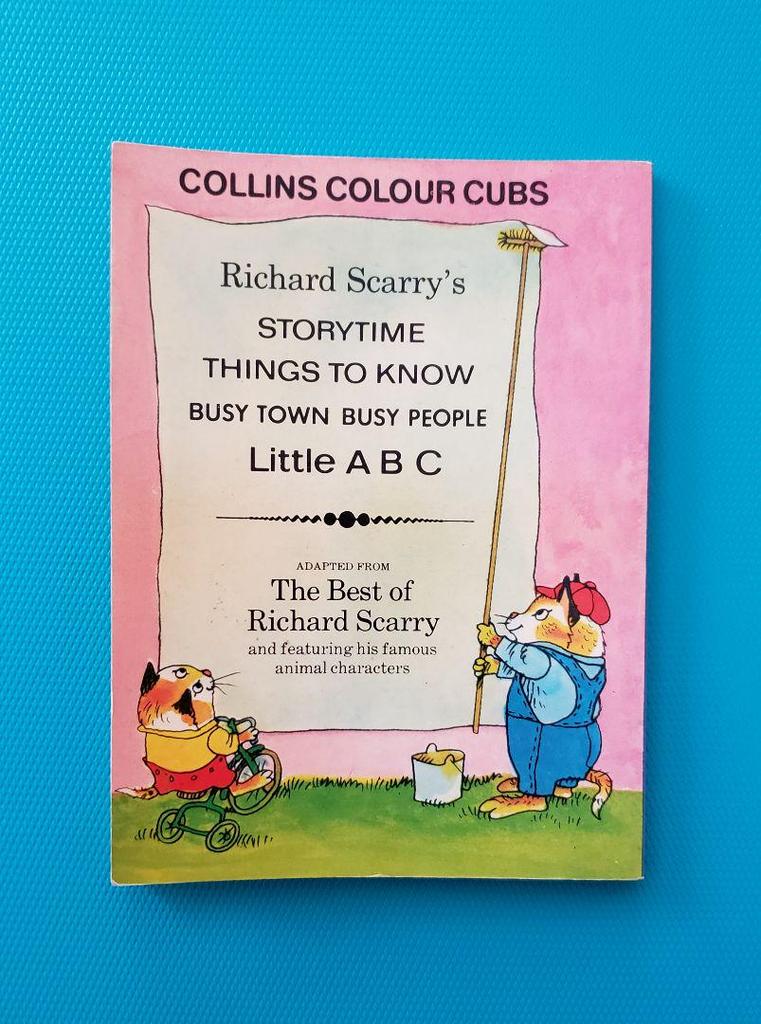 COLLINS COLOUR CUBS
Richard Scarry's
STORYTIME
THINGS TO KNOW
BUSY TOWN BUSY PEOPLE
Little A B C
ADAPTED FROM
The Best of
Richard Scarry
and featuring his famous
animal characters